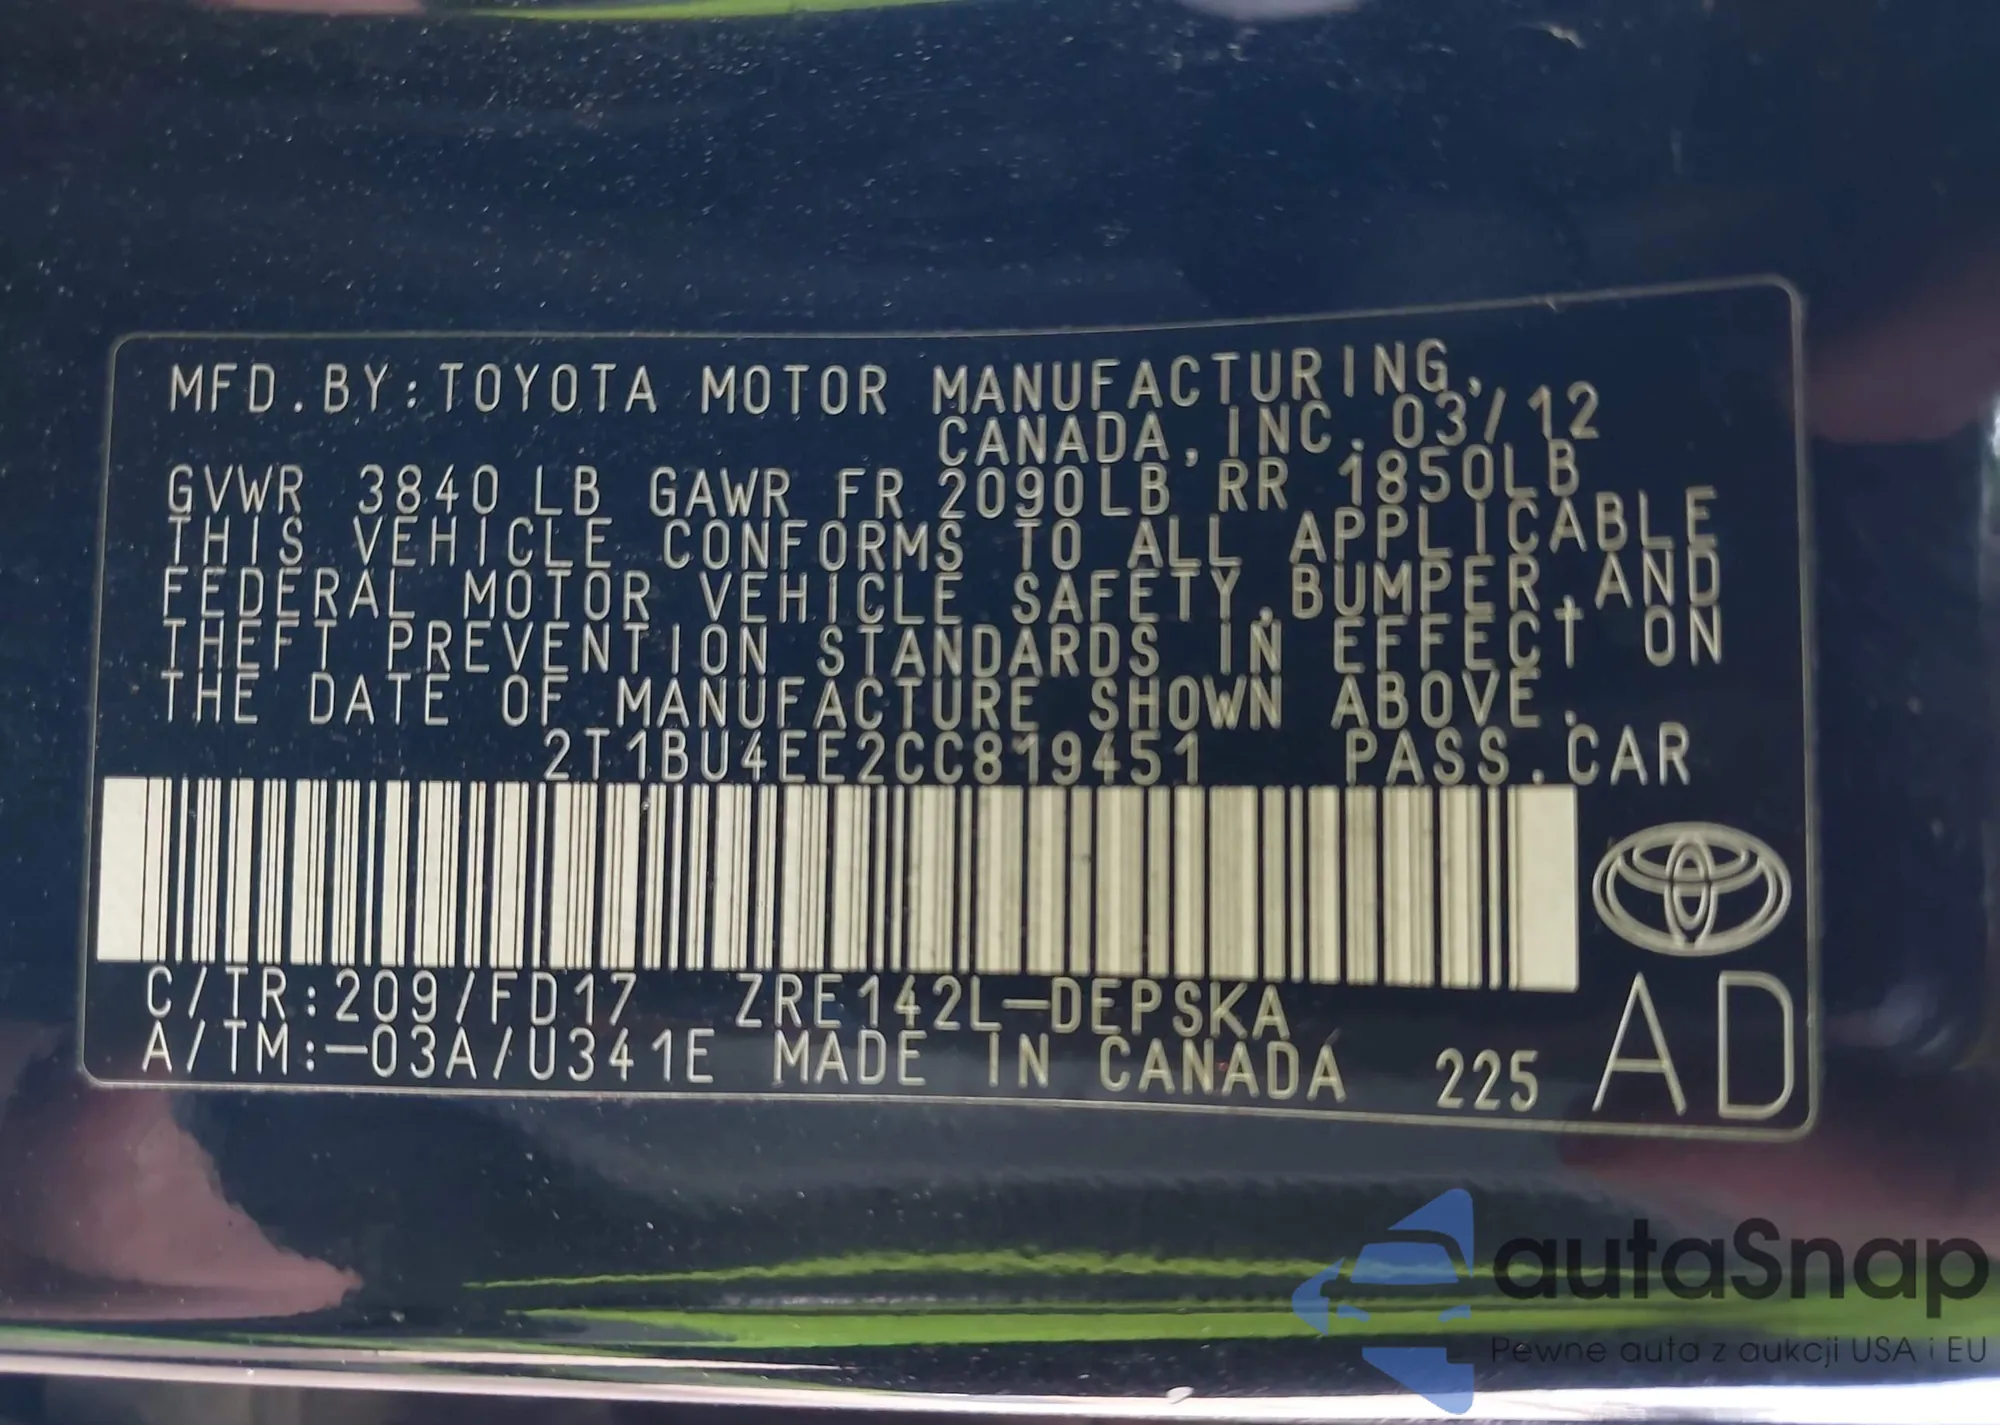 MFD.BY:TOYOTA MOTOR MANUFACTURING,
CANADA,INC. 03/12
GVWR 3840 LB GAWR FR 2090LB RR 1850LB
THIS VEHICLE CONFORMS TO ALL APPLICABLE
FEDERAL MOTOR VEHICLE SAFETY,BUMPER,AND
THEFT PREVENTION STANDARDS IN EFFECT ON
THE DATE OF MANUFACTURE SHOWN ABOVE.
2T1BU4EE2CC819451 PASS.CAR
C/TR:209/FD17 ZRE142L-DEPSKA
A/TM:-03A/U341E MADE IN CANADA 225
AD
autaSnap
Pewne auta z aukcji USA i EU